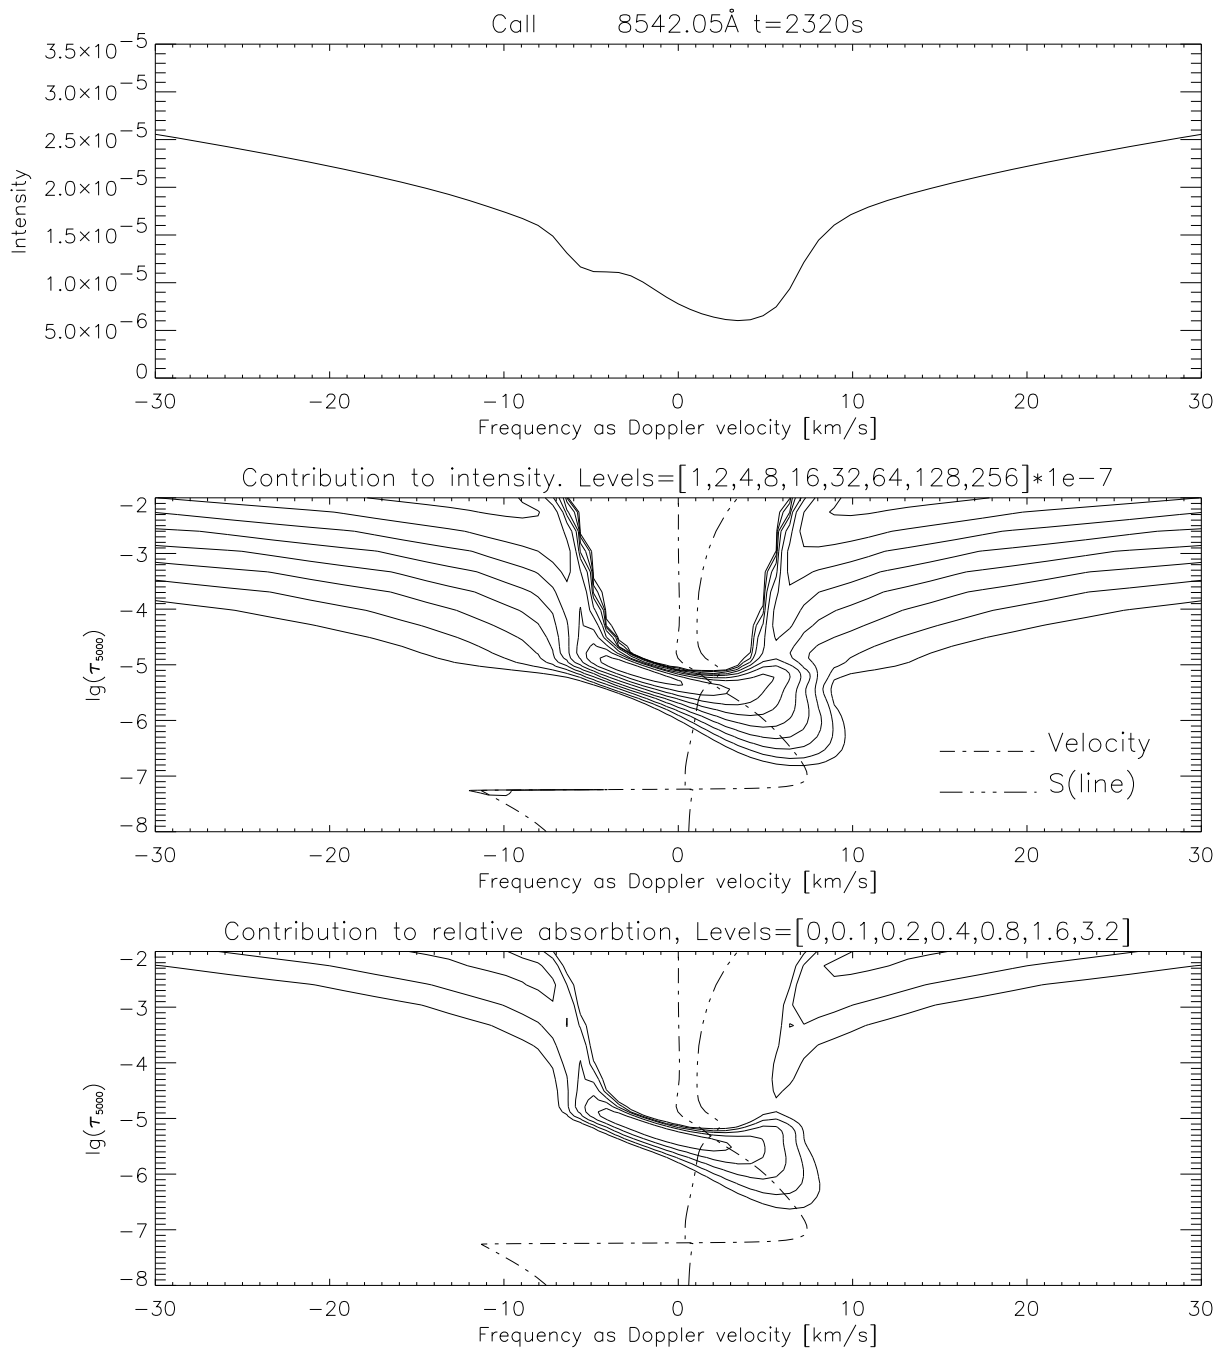 CaII 8542.05Å t=2320s
3.5×10-5
3.0×10-5
2.5×10-5
2.0×10-5
1.5×10-5
1.0×10-5
5.0×10-6
0
Intensity
-30 -20 -10 0 10 20 30
Frequency as Doppler velocity [km/s]
Contribution to intensity. Levels=[1,2,4,8,16,32,64,128,256]*1e-7
-2
-3
-4
-5
-6
-7
-8
lg(τ5000)
Velocity
S(line)
-30 -20 -10 0 10 20 30
Frequency as Doppler velocity [km/s]
Contribution to relative absorbtion, Levels=[0,0.1,0.2,0.4,0.8,1.6,3.2]
-2
-3
-4
-5
-6
-7
-8
lg(τ5000)
-30 -20 -10 0 10 20 30
Frequency as Doppler velocity [km/s]